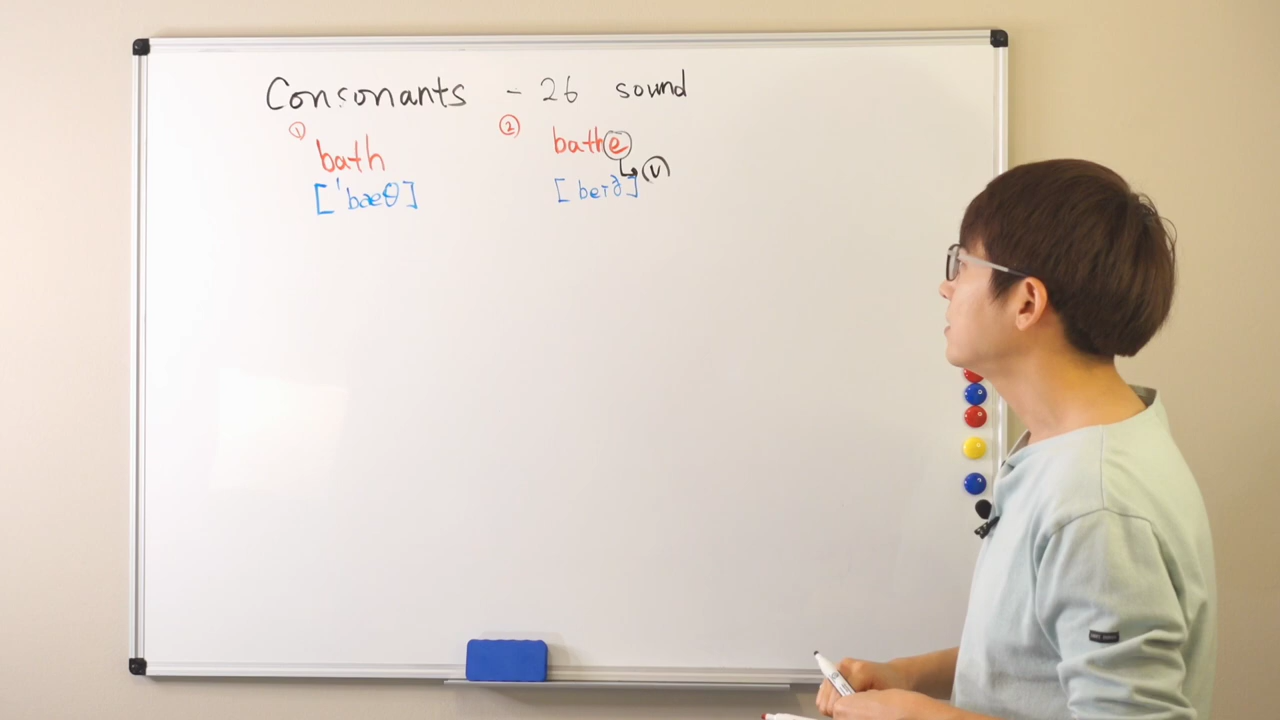 Consonants - 26 sound
① bath ② bathe
(v)
['bæθ] [beɪð]